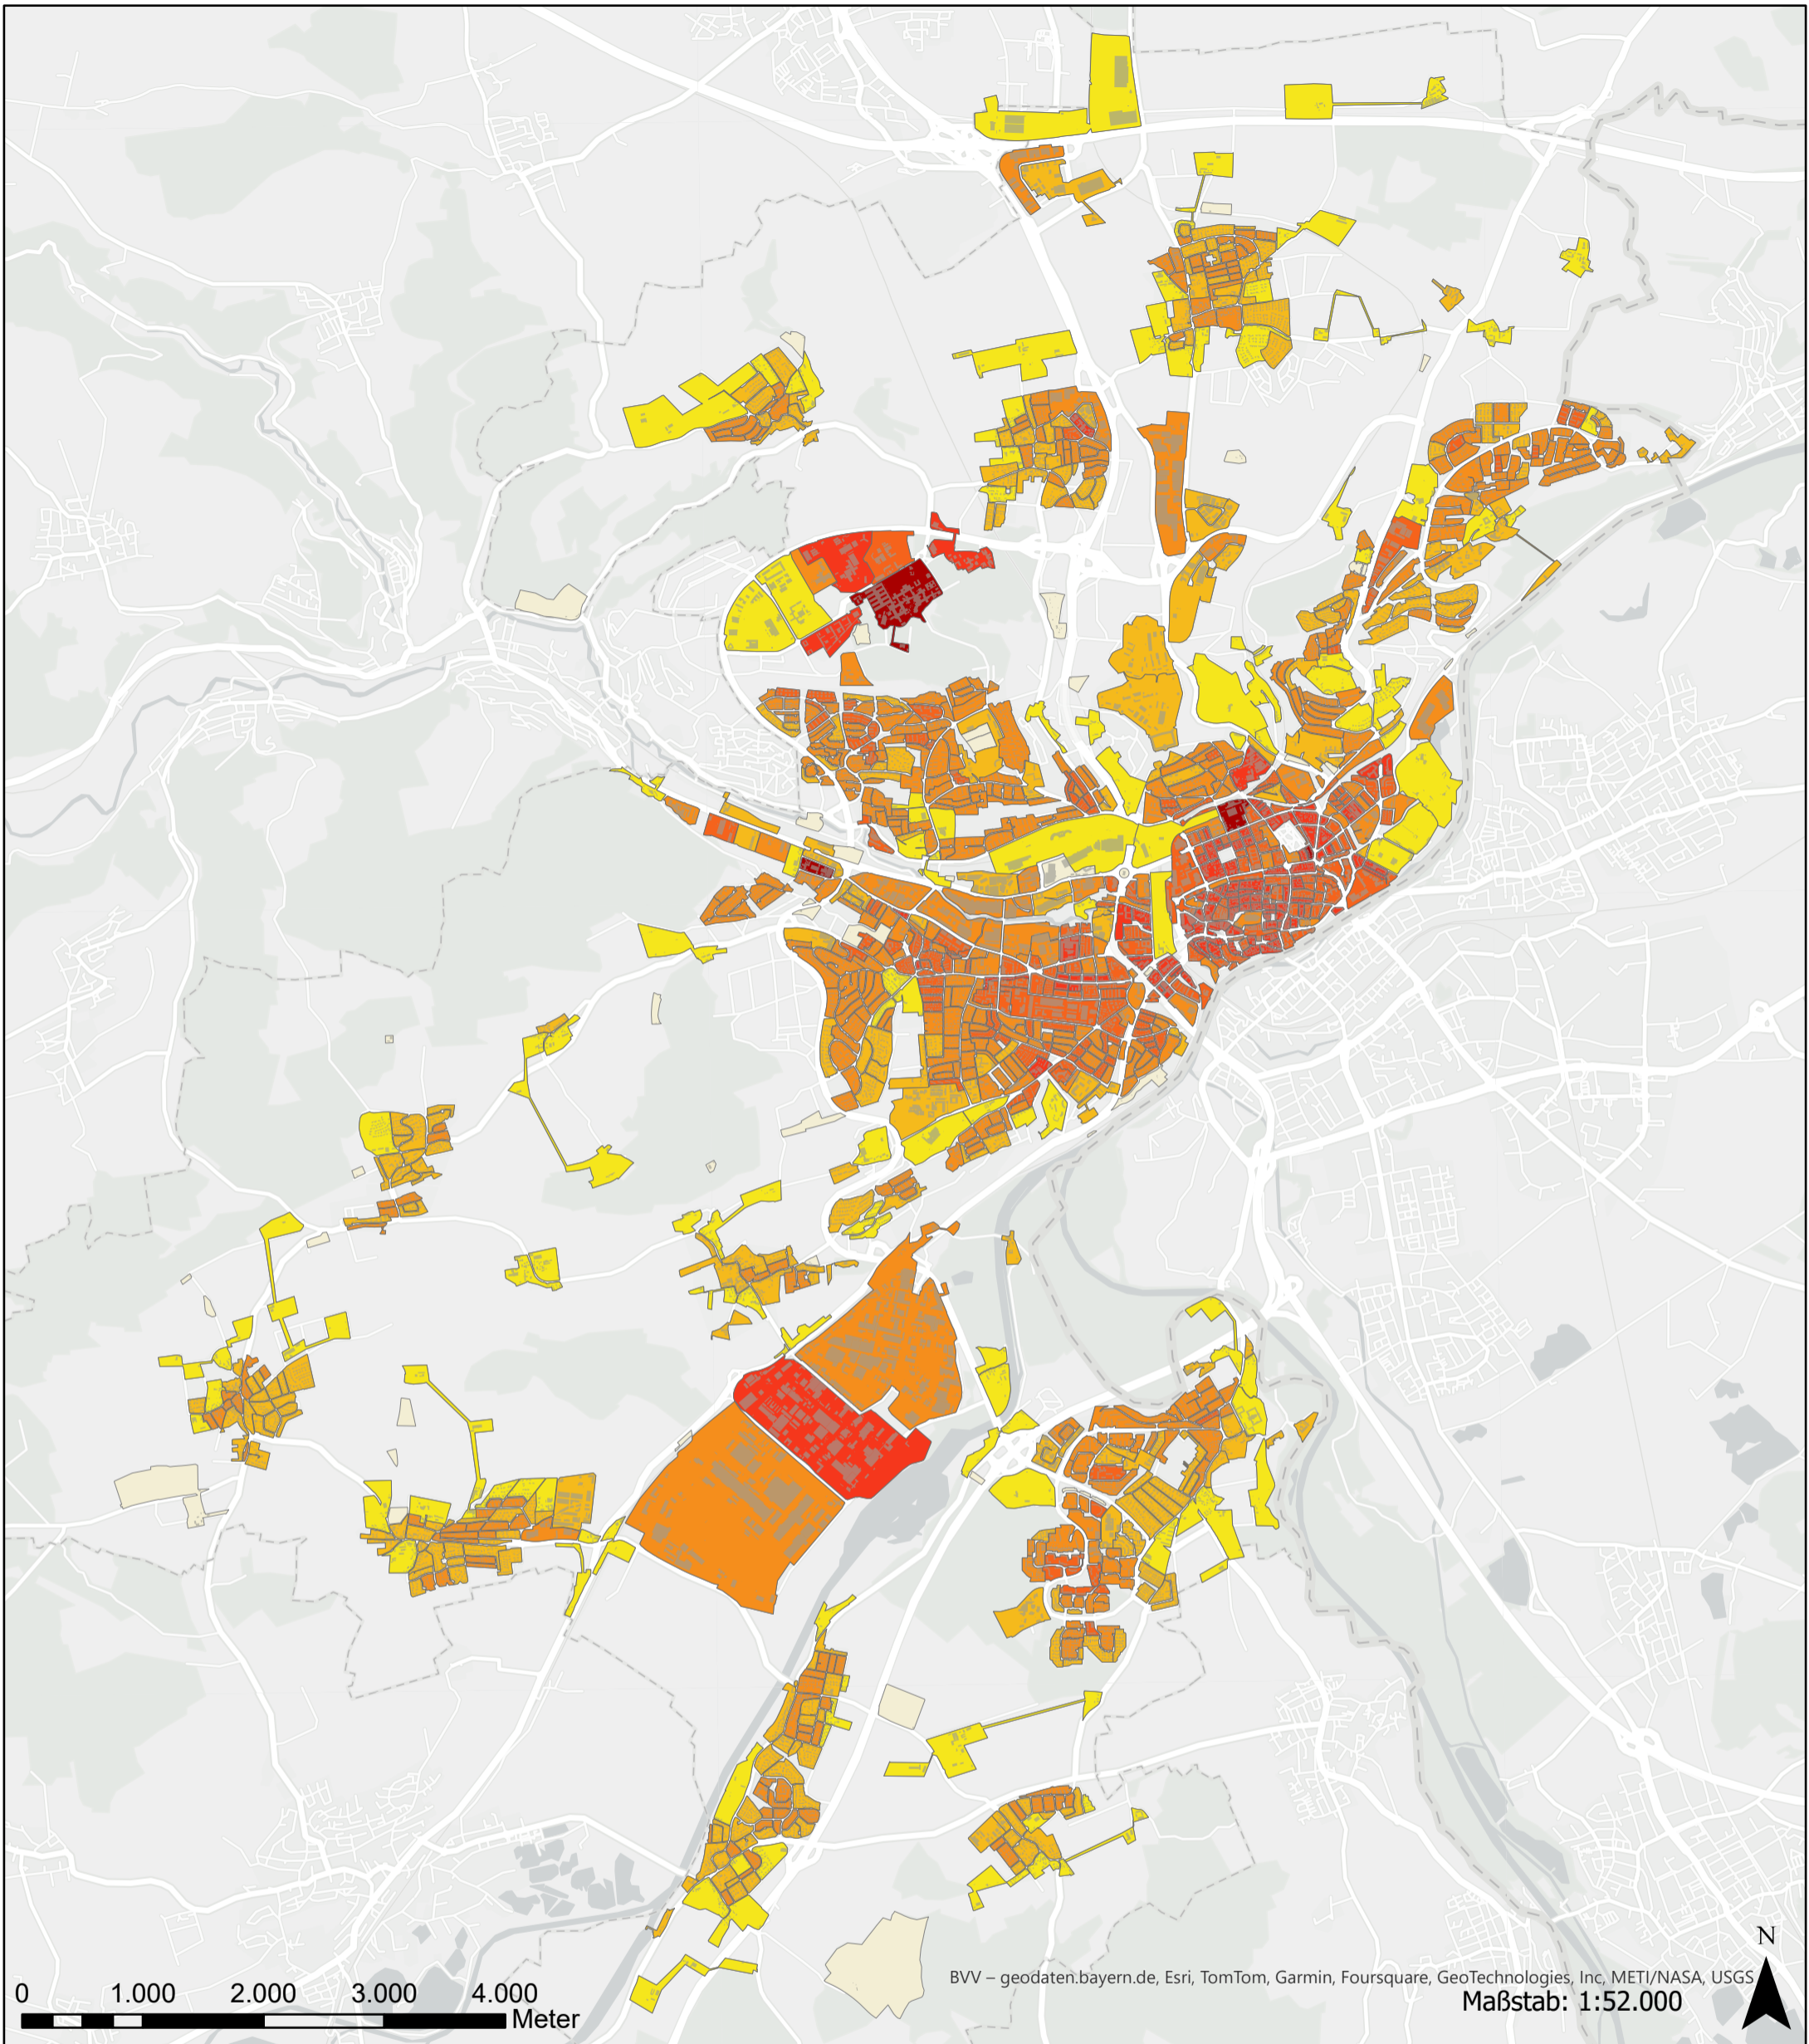 N
BVV – geodaten.bayern.de, Esri, TomTom, Garmin, Foursquare, GeoTechnologies, Inc, METI/NASA, USGS
0 1.000 2.000 3.000 4.000
Maßstab: 1:52.000
Meter